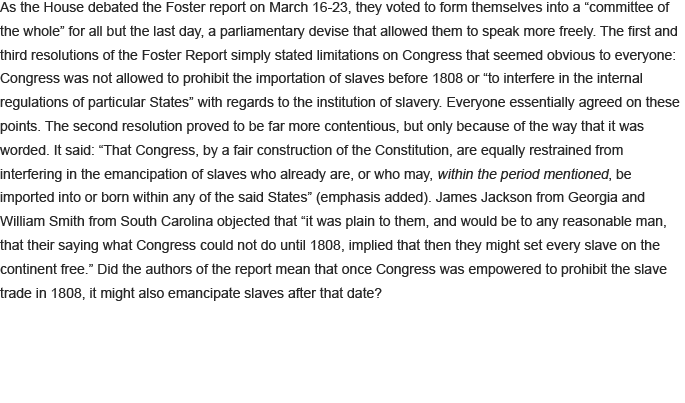 As the House debated the Foster report on March 16-23, they voted to form themselves into a “committee of
the whole” for all but the last day, a parliamentary devise that allowed them to speak more freely. The first and
third resolutions of the Foster Report simply stated limitations on Congress that seemed obvious to everyone:
Congress was not allowed to prohibit the importation of slaves before 1808 or “to interfere in the internal
regulations of particular States” with regards to the institution of slavery. Everyone essentially agreed on these
points. The second resolution proved to be far more contentious, but only because of the way that it was
worded. It said: “That Congress, by a fair construction of the Constitution, are equally restrained from
interfering in the emancipation of slaves who already are, or who may, within the period mentioned, be
imported into or born within any of the said States” (emphasis added). James Jackson from Georgia and
William Smith from South Carolina objected that “it was plain to them, and would be to any reasonable man,
that their saying what Congress could not do until 1808, implied that then they might set every slave on the
continent free.” Did the authors of the report mean that once Congress was empowered to prohibit the slave
trade in 1808, it might also emancipate slaves after that date?